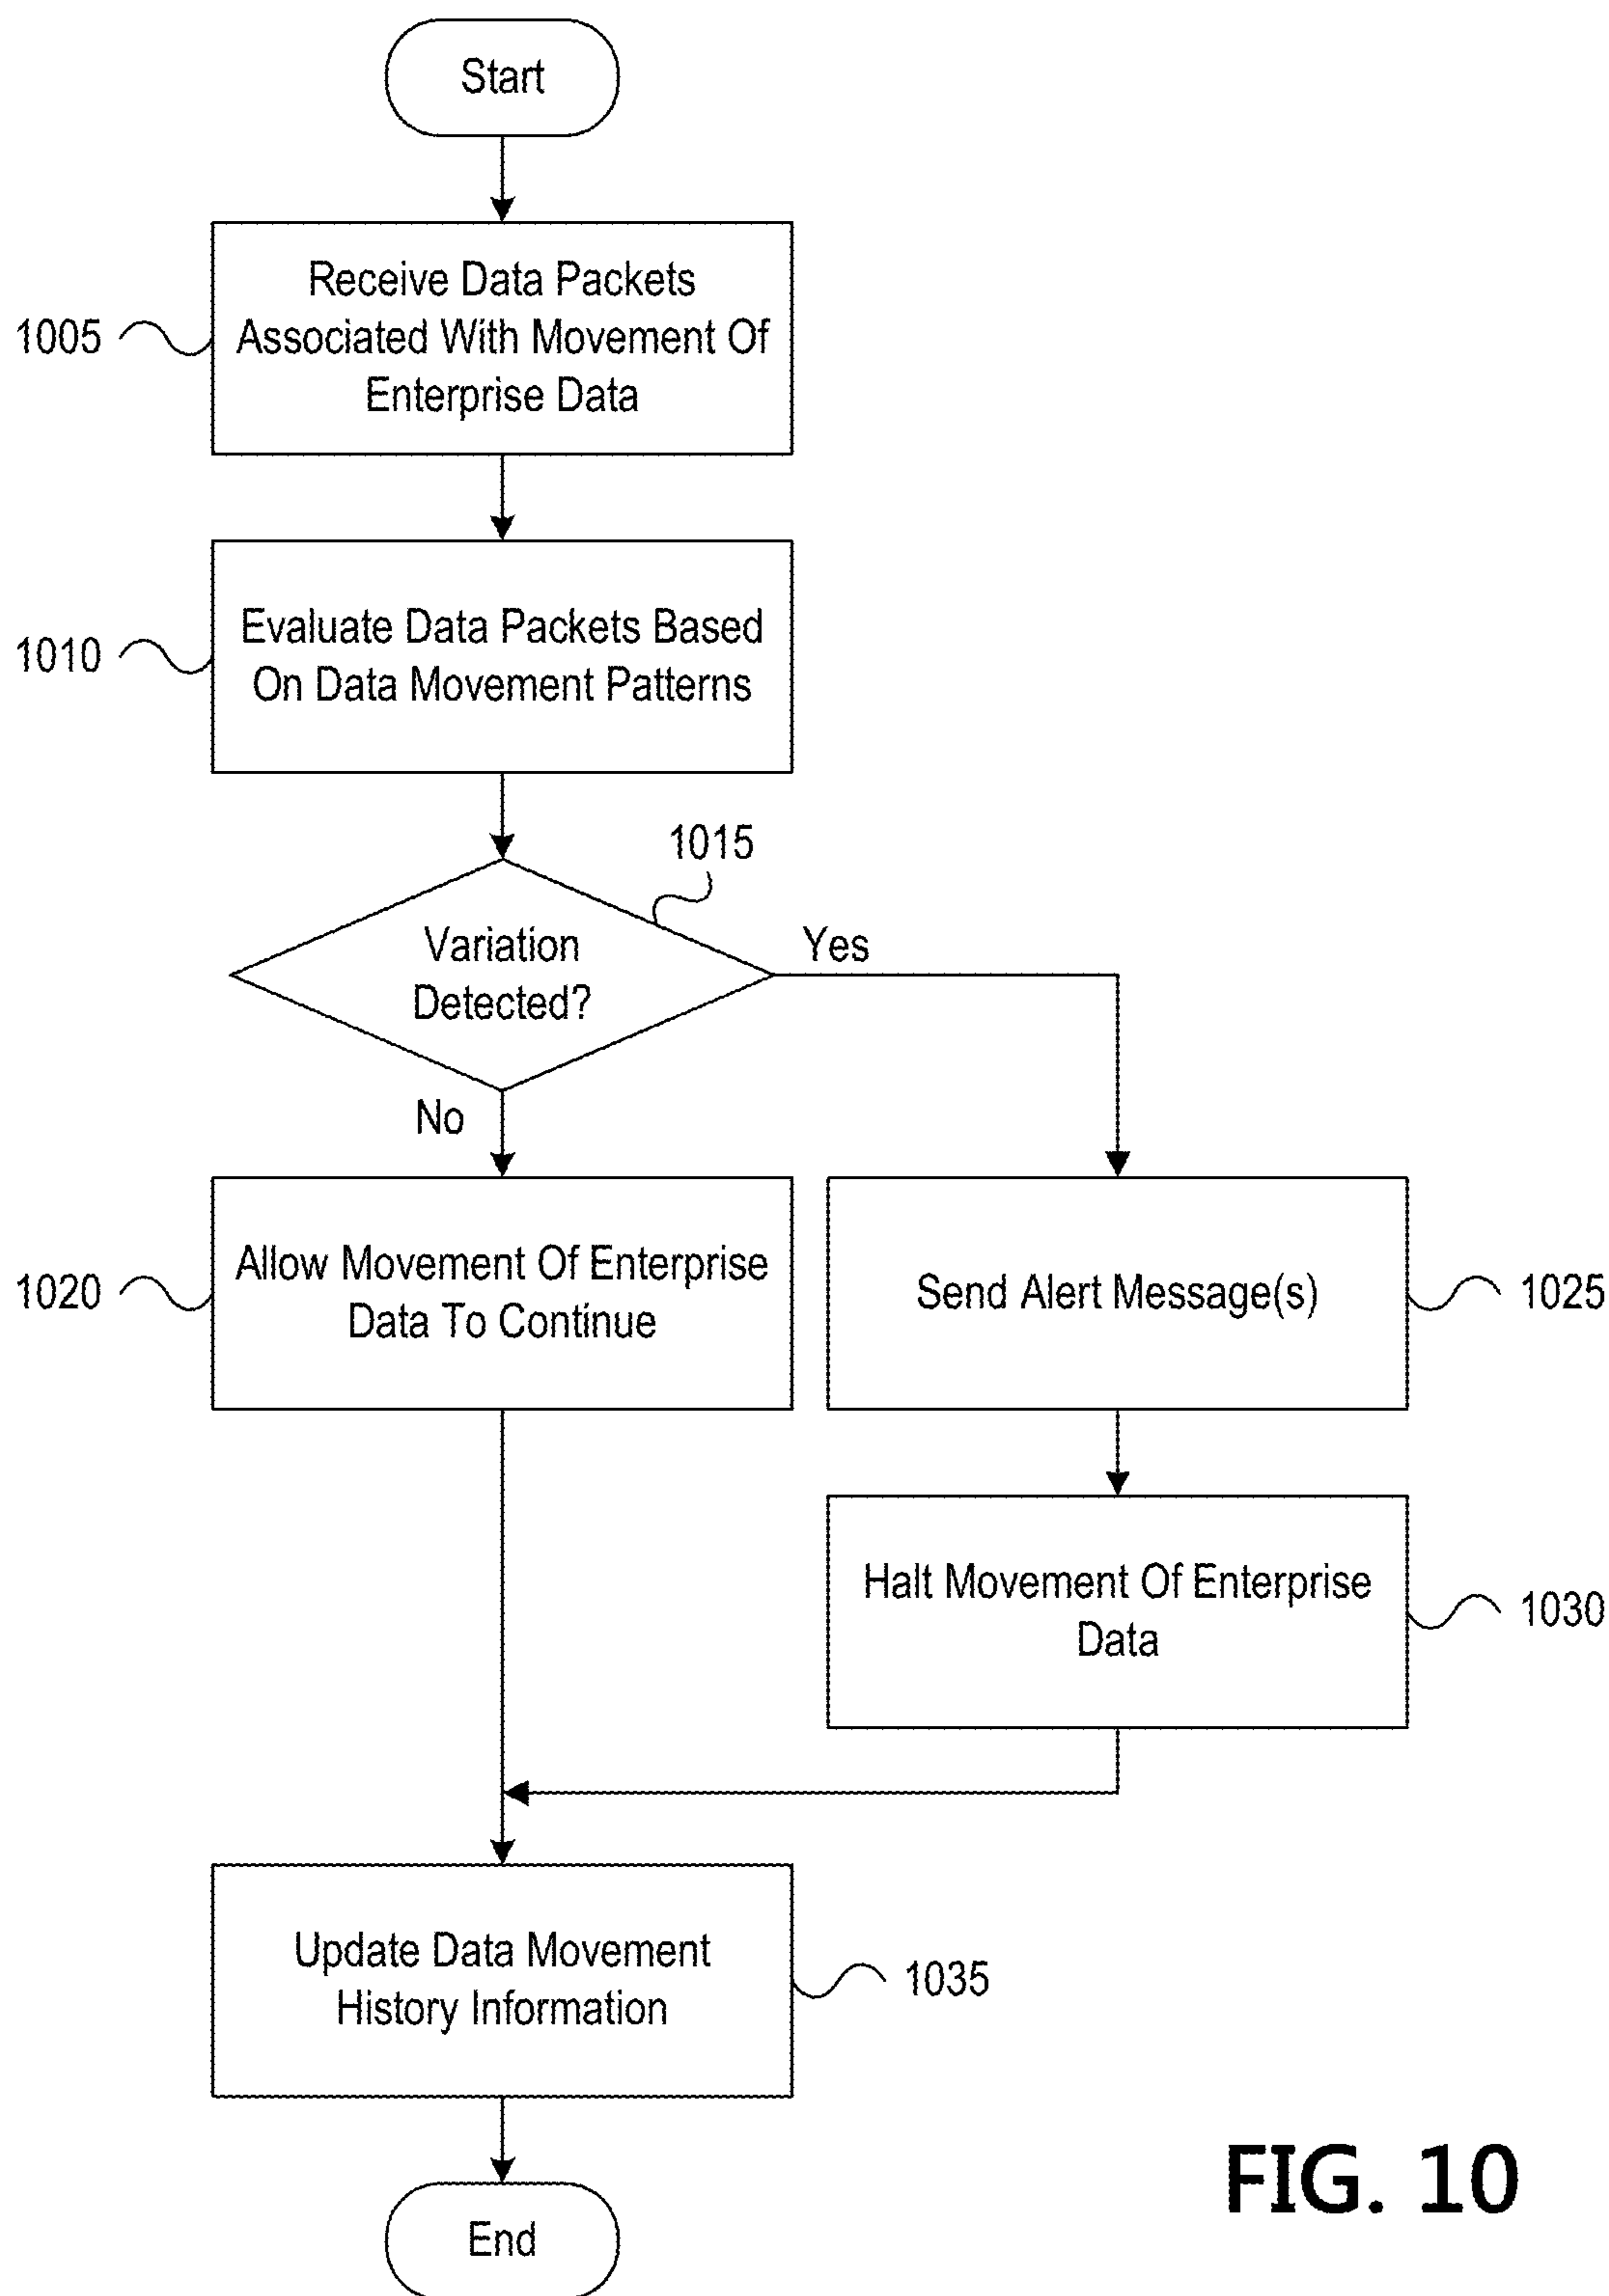 Start
1005
Receive Data Packets
Associated With Movement Of
Enterprise Data
1010
Evaluate Data Packets Based
On Data Movement Patterns
1015
Variation
Detected?
Yes
No
1020
Allow Movement Of Enterprise
Data To Continue
Send Alert Message(s)
1025
Halt Movement Of Enterprise
Data
1030
Update Data Movement
History Information
1035
End
FIG. 10